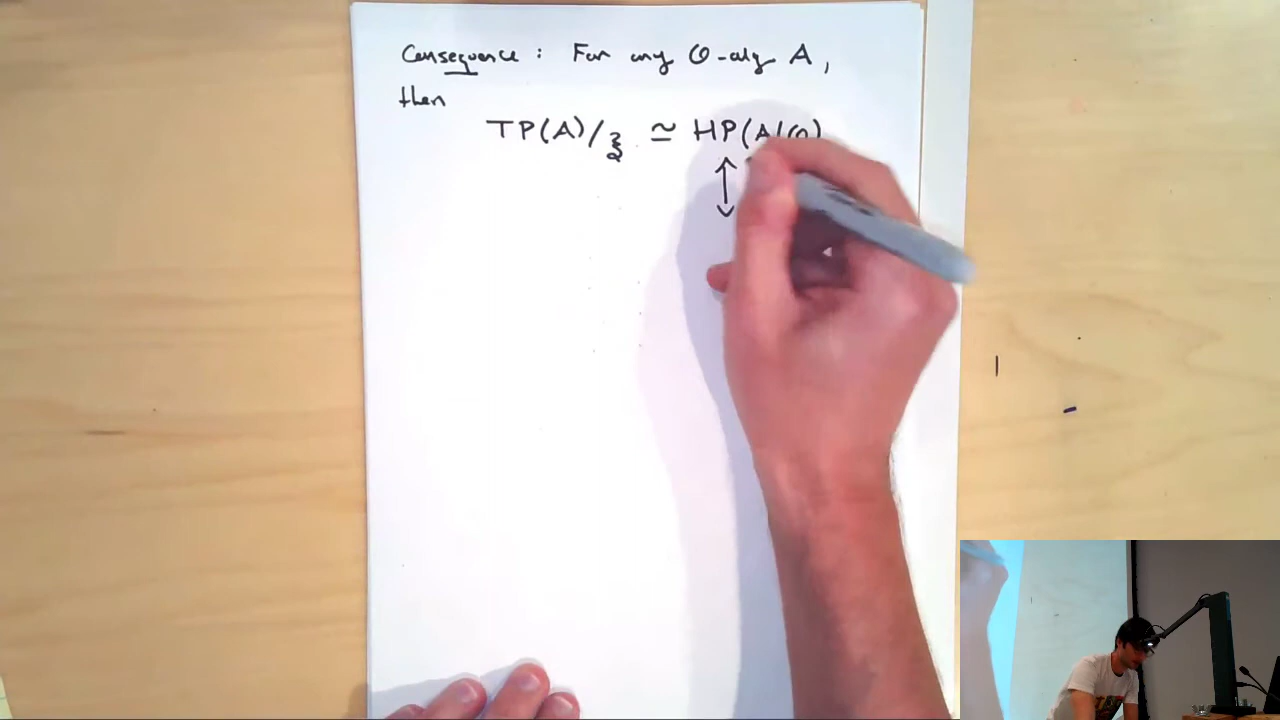 Consequence : For any O-alg A,
then
TP(A)/ξ ≃ HP(A/O)
↕